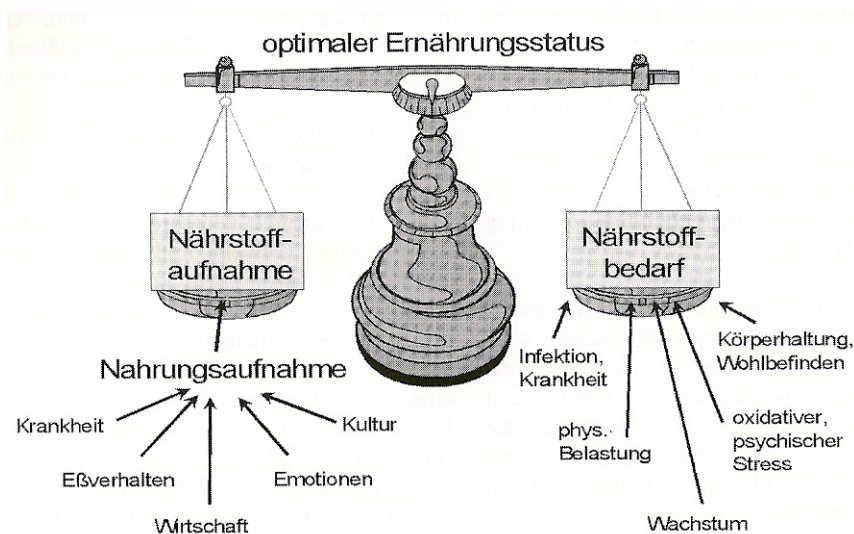 optimaler Ernährungsstatus
Nährstoff-
aufnahme
Nährstoff-
bedarf
Nahrungsaufnahme
Krankheit
Eßverhalten
Wirtschaft
Emotionen
Kultur
Infektion,
Krankheit
phys.
Belastung
Wachstum
oxidativer,
psychischer
Stress
Körperhaltung,
Wohlbefinden